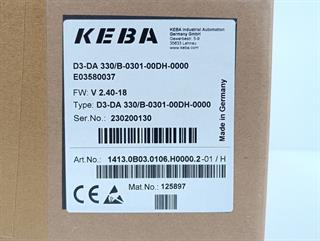 KEBA
KEBA Industrial Automation
Germany GmbH
Gewerbestr. 5-9
35633 Lahnau
www.keba.com
D3-DA 330/B-0301-00DH-0000
E03580037
FW: V 2.40-18
Type: D3-DA 330/B-0301-00DH-0000
Ser.No.: 230200130
Made in Germany
Art.No.: 1413.0B03.0106.H0000.2-01 / H
CE
Mat.No.: 125897